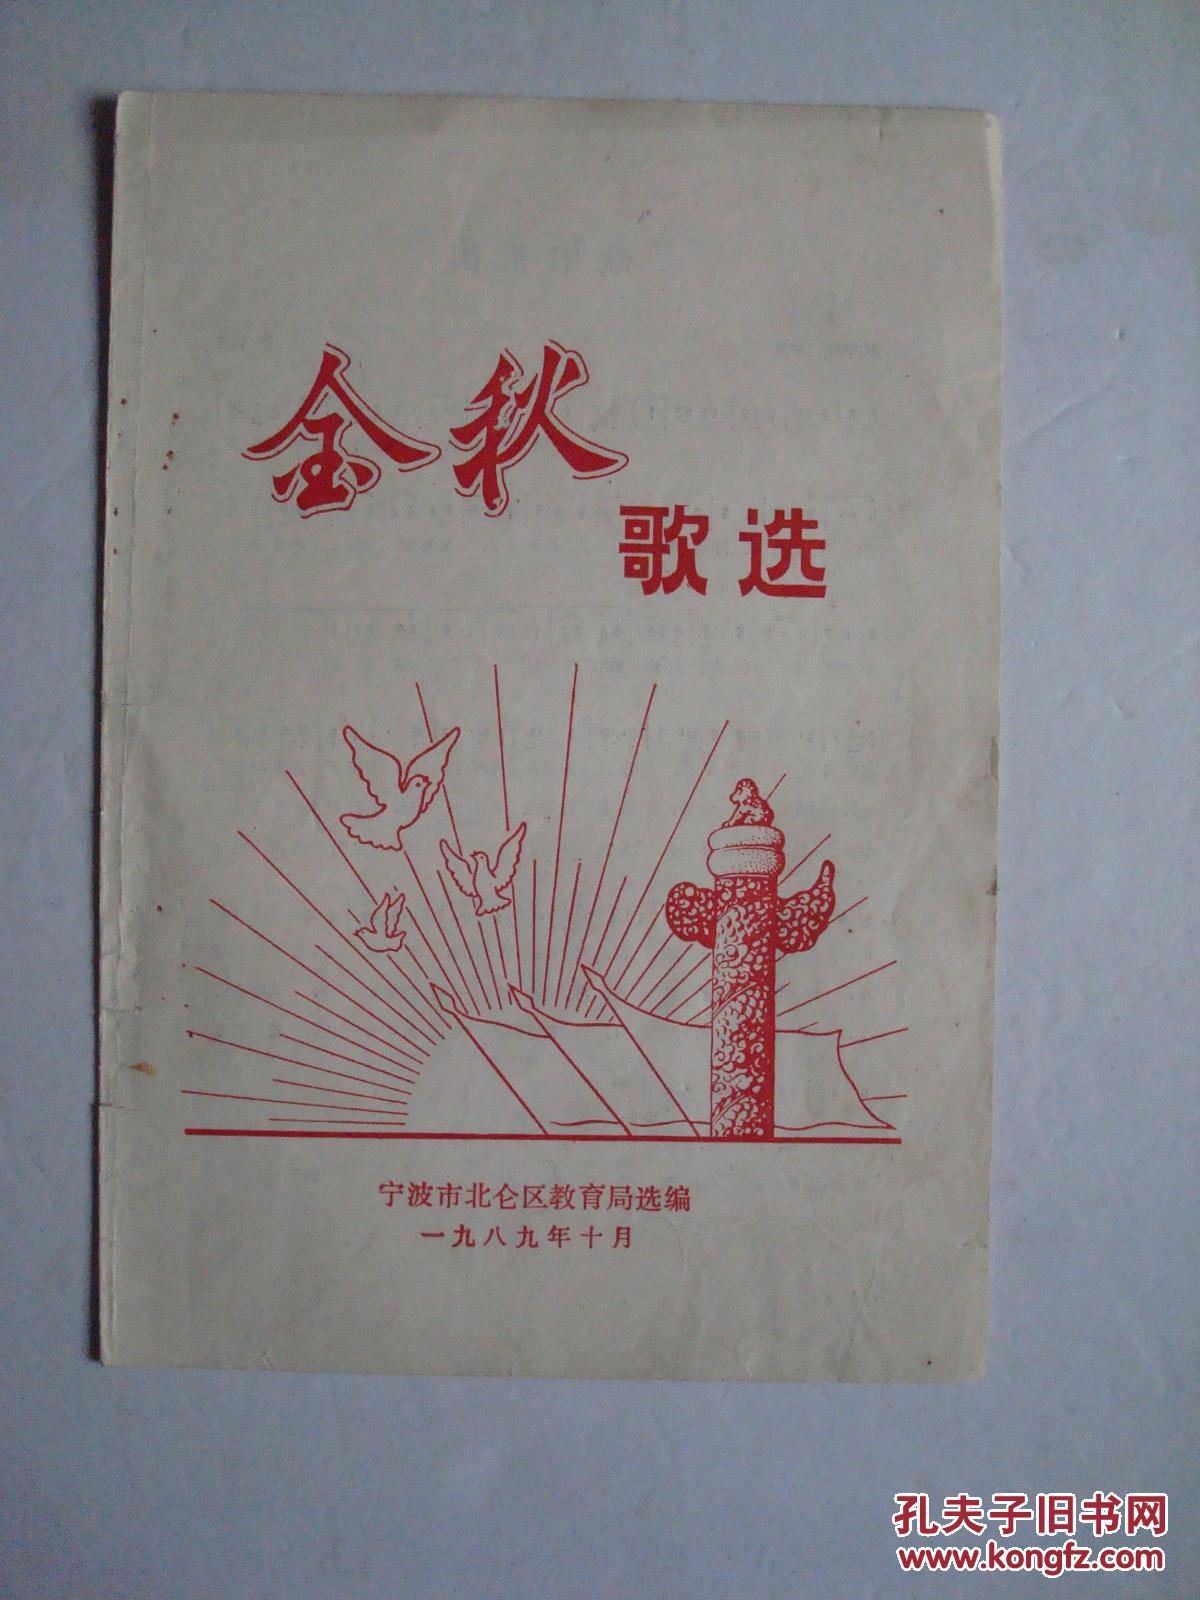 金秋
歌选
宁波市北仑区教育局选编
一九八九年十月
孔夫子旧书网
www.kongfz.com